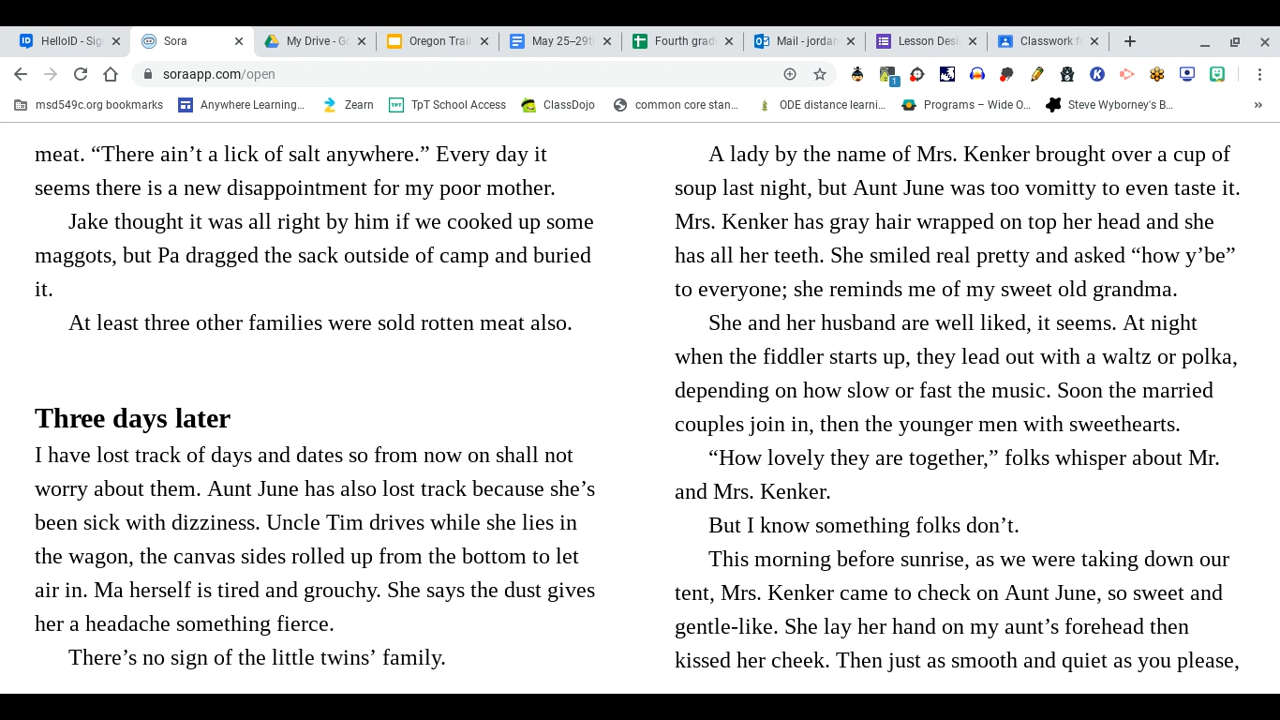 HelloID - Sig
Sora
My Drive - Go
Oregon Trail
May 25–29t
Fourth grad
Mail - jordan
Lesson Desi
Classwork f
soraapp.com/open
1
msd549c.org bookmarks
Anywhere Learning...
Zearn
TpT School Access
ClassDojo
common core stan...
ODE distance learni...
Programs – Wide O...
Steve Wyborney's B...
»
meat. “There ain’t a lick of salt anywhere.” Every day it
seems there is a new disappointment for my poor mother.
Jake thought it was all right by him if we cooked up some
maggots, but Pa dragged the sack outside of camp and buried
it.
At least three other families were sold rotten meat also.
Three days later
I have lost track of days and dates so from now on shall not
worry about them. Aunt June has also lost track because she’s
been sick with dizziness. Uncle Tim drives while she lies in
the wagon, the canvas sides rolled up from the bottom to let
air in. Ma herself is tired and grouchy. She says the dust gives
her a headache something fierce.
There’s no sign of the little twins’ family.
A lady by the name of Mrs. Kenker brought over a cup of
soup last night, but Aunt June was too vomitty to even taste it.
Mrs. Kenker has gray hair wrapped on top her head and she
has all her teeth. She smiled real pretty and asked “how y’be”
to everyone; she reminds me of my sweet old grandma.
She and her husband are well liked, it seems. At night
when the fiddler starts up, they lead out with a waltz or polka,
depending on how slow or fast the music. Soon the married
couples join in, then the younger men with sweethearts.
“How lovely they are together,” folks whisper about Mr.
and Mrs. Kenker.
But I know something folks don’t.
This morning before sunrise, as we were taking down our
tent, Mrs. Kenker came to check on Aunt June, so sweet and
gentle-like. She lay her hand on my aunt’s forehead then
kissed her cheek. Then just as smooth and quiet as you please,